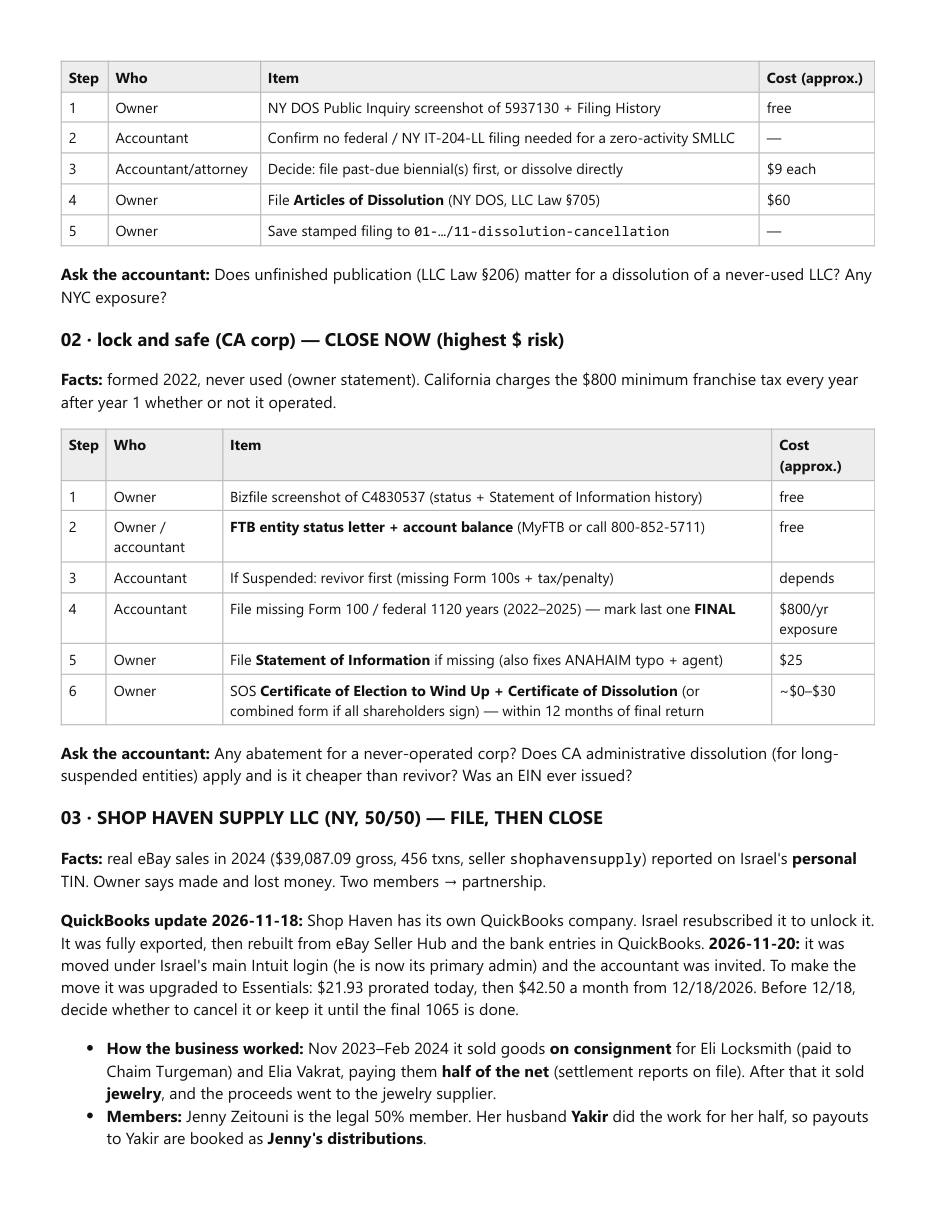 Step Who Item Cost (approx.)
1 Owner NY DOS Public Inquiry screenshot of 5937130 + Filing History free
2 Accountant Confirm no federal / NY IT-204-LL filing needed for a zero-activity SMLLC —
3 Accountant/attorney Decide: file past-due biennial(s) first, or dissolve directly $9 each
4 Owner File Articles of Dissolution (NY DOS, LLC Law §705) $60
5 Owner Save stamped filing to 01-…/11-dissolution-cancellation —
Ask the accountant: Does unfinished publication (LLC Law §206) matter for a dissolution of a never-used LLC? Any
NYC exposure?
02 · lock and safe (CA corp) — CLOSE NOW (highest $ risk)
Facts: formed 2022, never used (owner statement). California charges the $800 minimum franchise tax every year
after year 1 whether or not it operated.
Step Who Item Cost
(approx.)
1 Owner Bizfile screenshot of C4830537 (status + Statement of Information history) free
2 Owner / FTB entity status letter + account balance (MyFTB or call 800-852-5711) free
accountant
3 Accountant If Suspended: revivor first (missing Form 100s + tax/penalty) depends
4 Accountant File missing Form 100 / federal 1120 years (2022–2025) — mark last one FINAL $800/yr
exposure
5 Owner File Statement of Information if missing (also fixes ANAHAIM typo + agent) $25
6 Owner SOS Certificate of Election to Wind Up + Certificate of Dissolution (or ~$0–$30
combined form if all shareholders sign) — within 12 months of final return
Ask the accountant: Any abatement for a never-operated corp? Does CA administrative dissolution (for long-
suspended entities) apply and is it cheaper than revivor? Was an EIN ever issued?
03 · SHOP HAVEN SUPPLY LLC (NY, 50/50) — FILE, THEN CLOSE
Facts: real eBay sales in 2024 ($39,087.09 gross, 456 txns, seller shophavensupply) reported on Israel's personal
TIN. Owner says made and lost money. Two members → partnership.
QuickBooks update 2026-11-18: Shop Haven has its own QuickBooks company. Israel resubscribed it to unlock it.
It was fully exported, then rebuilt from eBay Seller Hub and the bank entries in QuickBooks. 2026-11-20: it was
moved under Israel's main Intuit login (he is now its primary admin) and the accountant was invited. To make the
move it was upgraded to Essentials: $21.93 prorated today, then $42.50 a month from 12/18/2026. Before 12/18,
decide whether to cancel it or keep it until the final 1065 is done.
• How the business worked: Nov 2023–Feb 2024 it sold goods on consignment for Eli Locksmith (paid to
Chaim Turgeman) and Elia Vakrat, paying them half of the net (settlement reports on file). After that it sold
jewelry, and the proceeds went to the jewelry supplier.
• Members: Jenny Zeitouni is the legal 50% member. Her husband Yakir did the work for her half, so payouts
to Yakir are booked as Jenny's distributions.